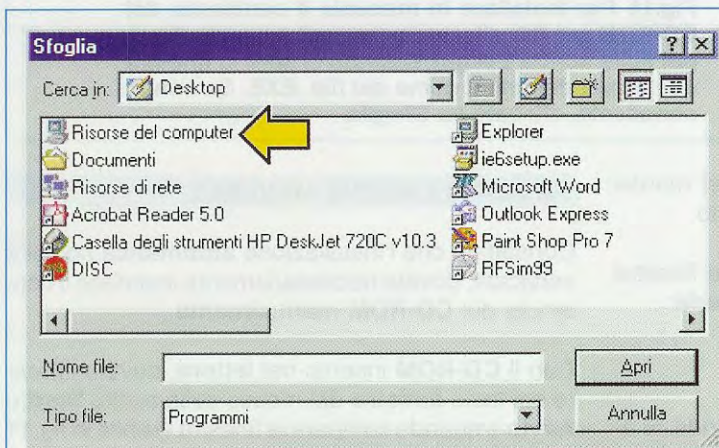 Sfoglia
Cerca in: Desktop
Risorse del computer
Documenti
Risorse di rete
Acrobat Reader 5.0
Casella degli strumenti HP DeskJet 720C v10.3
DISC
Explorer
ie6setup.exe
Microsoft Word
Outlook Express
Paint Shop Pro 7
RFSim99
Nome file:
Apri
Tipo file: Programmi
Annulla